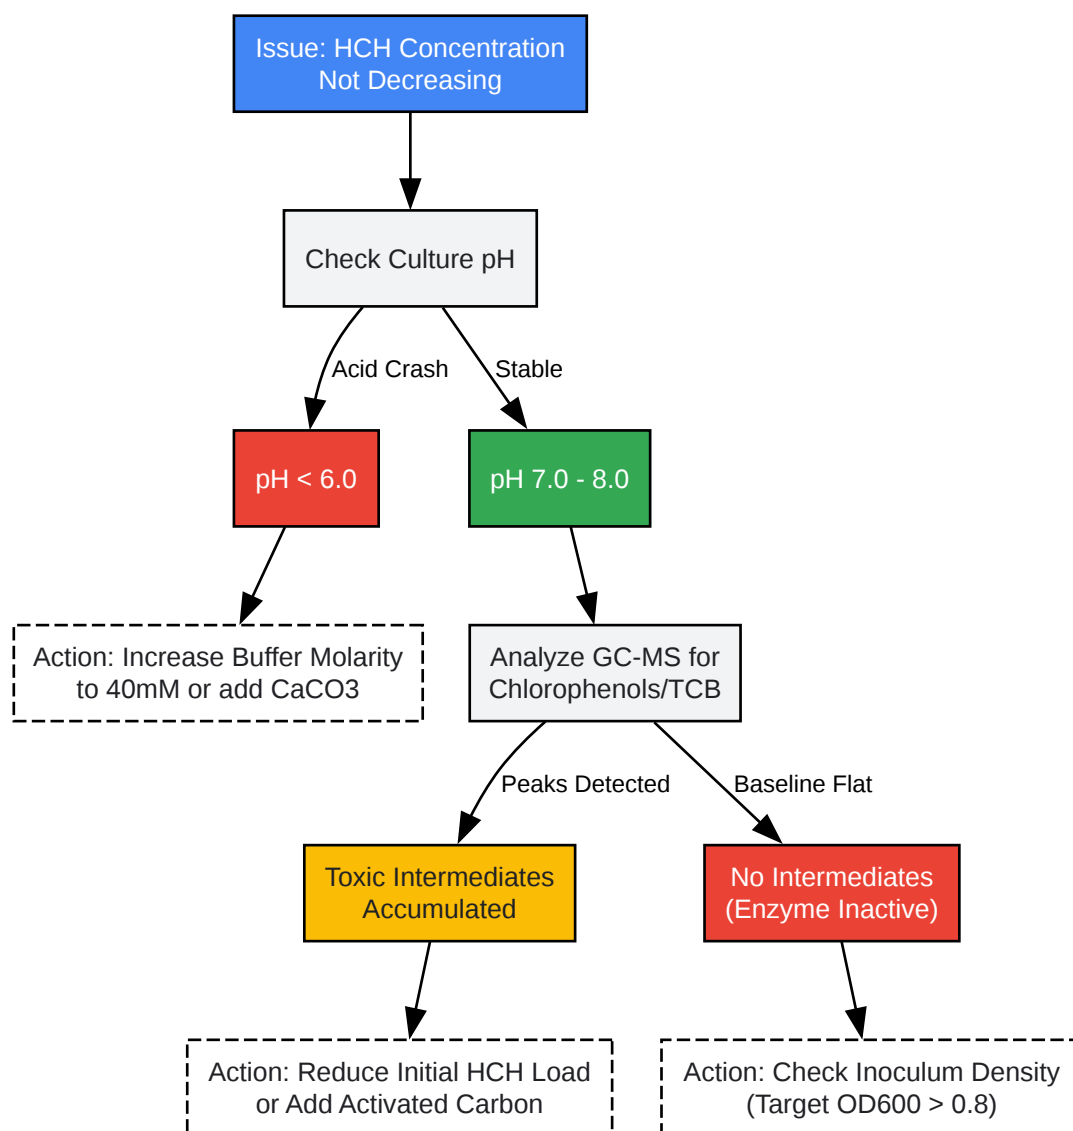 Issue: HCH Concentration
Not Decreasing
Check Culture pH
Acid Crash
Stable
pH < 6.0
pH 7.0 - 8.0
Action: Increase Buffer Molarity
to 40mM or add CaCO3
Analyze GC-MS for
Chlorophenols/TCB
Peaks Detected
Baseline Flat
Toxic Intermediates
Accumulated
No Intermediates
(Enzyme Inactive)
Action: Reduce Initial HCH Load
or Add Activated Carbon
Action: Check Inoculum Density
(Target OD600 > 0.8)